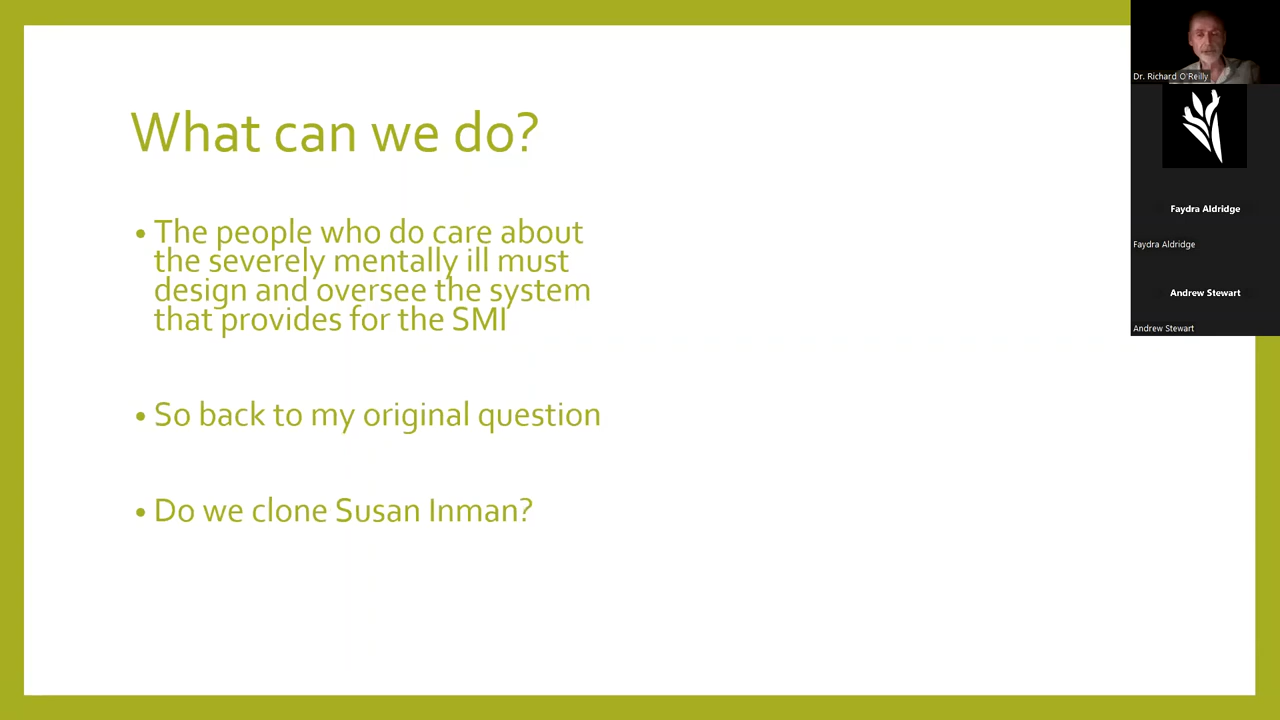 What can we do?
• The people who do care about
the severely mentally ill must
design and oversee the system
that provides for the SMI
• So back to my original question
• Do we clone Susan Inman?
Dr. Richard O'Reilly
Faydra Aldridge
Faydra Aldridge
Andrew Stewart
Andrew Stewart